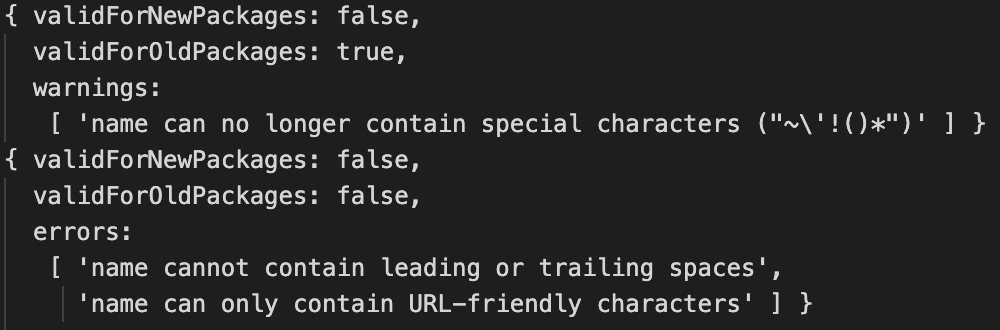 { validForNewPackages: false,
  validForOldPackages: true,
  warnings:
   [ 'name can no longer contain special characters ("~\'!()*")' ] }
{ validForNewPackages: false,
  validForOldPackages: false,
  errors:
   [ 'name cannot contain leading or trailing spaces',
     'name can only contain URL-friendly characters' ] }